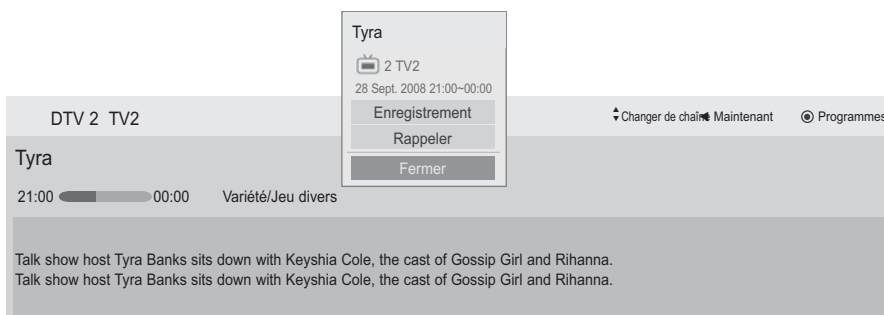 Tyra
2 TV2
28 Sept. 2008 21:00~00:00
Enregistrement
Rappeler
Fermer
DTV 2 TV2
Changer de chaîne Maintenant Programmes
Tyra
21:00 00:00 Variété/Jeu divers
Talk show host Tyra Banks sits down with Keyshia Cole, the cast of Gossip Girl and Rihanna.
Talk show host Tyra Banks sits down with Keyshia Cole, the cast of Gossip Girl and Rihanna.